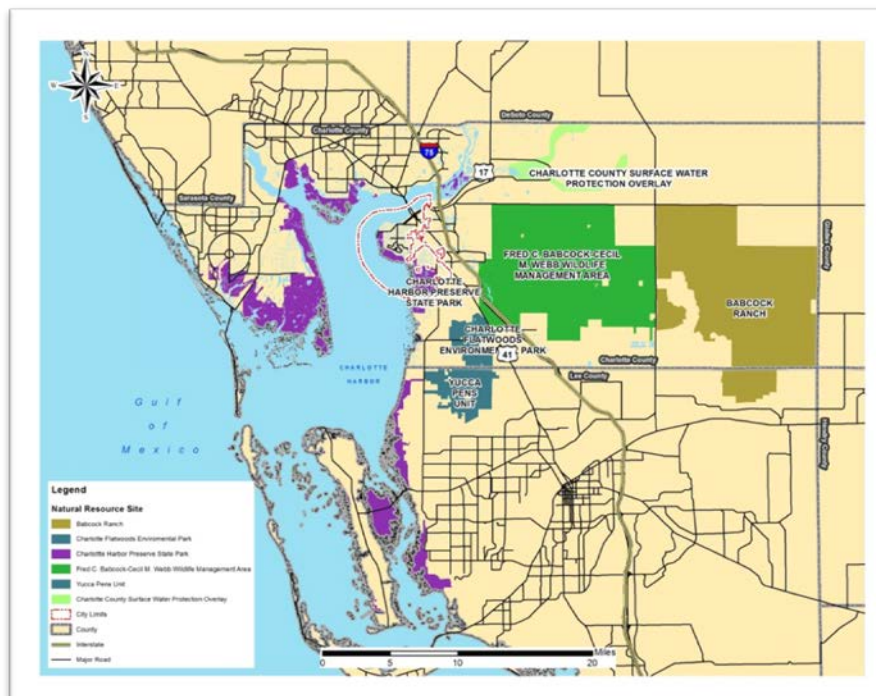 N
W
E
S
DeSoto County
Charlotte County
75
17
CHARLOTTE COUNTY SURFACE WATER
PROTECTION OVERLAY
Sarasota County
FRED C. BABCOCK-CECIL
M. WEBB WILDLIFE
MANAGEMENT AREA
CHARLOTTE
HARBOR PRESERVE
STATE PARK
BABCOCK
RANCH
CHARLOTTE
FLATWOODS
ENVIRONMENTAL PARK
41
Charlotte County
Lee County
CHARLOTTE
HARBOR
YUCCA
PENS
UNIT
Gulf
of
Mexico
Hendry County
Legend
Natural Resource Site
Babcock Ranch
Charlotte Flatwoods Enviromental Park
Charlotte Harbor Preserve State Park
Fred C. Babcock-Cecil M. Webb Wildlife Management Area
Yucca Pens Unit
Charlotte County Surface Water Protection Overlay
City Limits
County
Interstate
Major Road
Miles
0 5 10 20